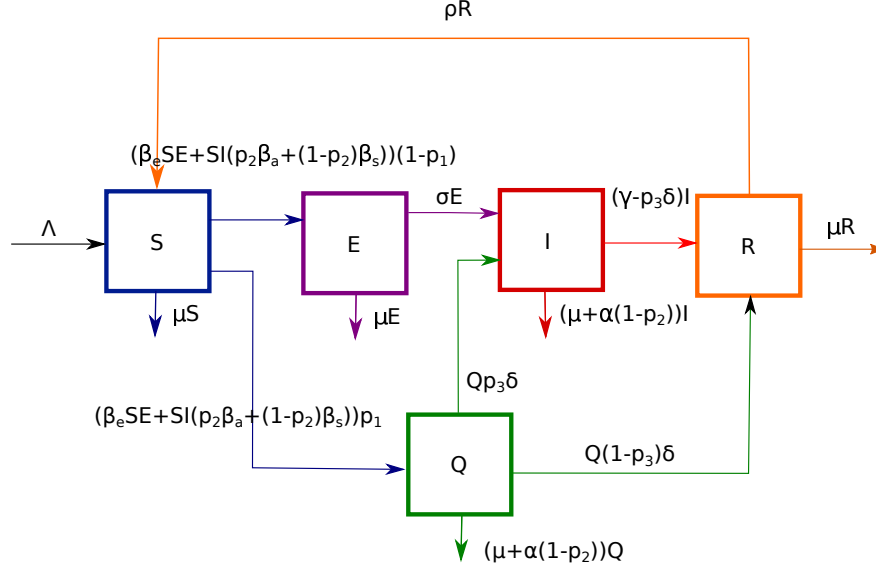 ρR
(βₑSE+SI(p₂βₐ+(1-p₂)βₛ))(1-p₁)
Λ
S
E
σE
I
(γ-p₃δ)I
R
μR
μS
μE
(μ+α(1-p₂))I
Qp₃δ
(βₑSE+SI(p₂βₐ+(1-p₂)βₛ))p₁
Q
Q(1-p₃)δ
(μ+α(1-p₂))Q